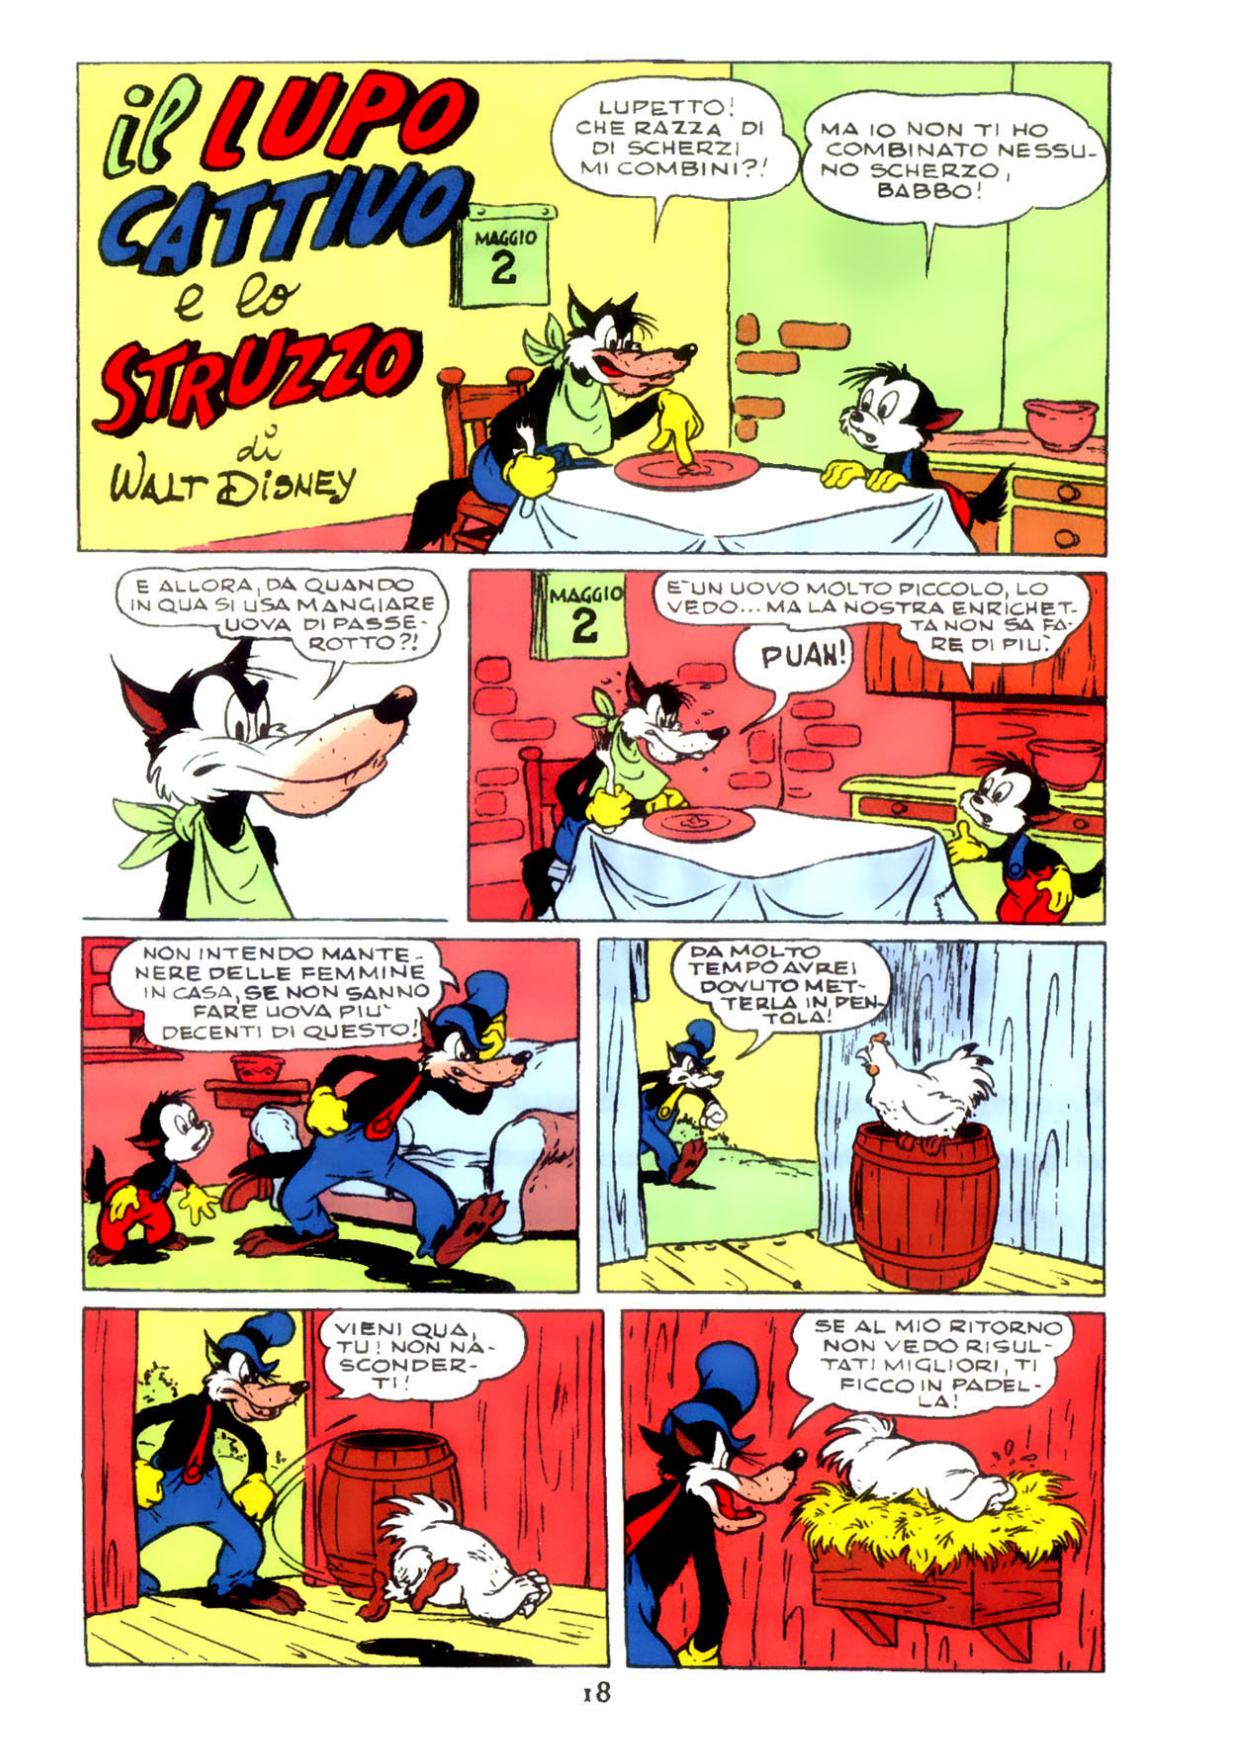 il LUPO
CATTIVO
e lo
STRUZZO
di
WALT DISNEY
MAGGIO
2
LUPETTO!
CHE RAZZA DI
DI SCHERZI
MI COMBINI?!
MA IO NON TI HO
COMBINATO NESSU-
NO SCHERZO,
BABBO!
E ALLORA, DA QUANDO
IN QUA SI USA MANGIARE
UOVA DI PASSE-
ROTTO?!
MAGGIO
2
E` UN UOVO MOLTO PICCOLO, LO
VEDO... MA LA NOSTRA ENRICHET-
TA NON SA FA-
RE DI PIU`.
PUAH!
NON INTENDO MANTE-
NERE DELLE FEMMINE
IN CASA, SE NON SANNO
FARE UOVA PIU`
DECENTI DI QUESTO!
DA MOLTO
TEMPO AVREI
DOVUTO MET-
TERLA IN PEN-
TOLA!
VIENI QUA,
TU! NON NA-
SCONDER-
TI!
SE AL MIO RITORNO
NON VEDO RISUL-
TATI MIGLIORI, TI
FICCO IN PADEL-
LA!
18